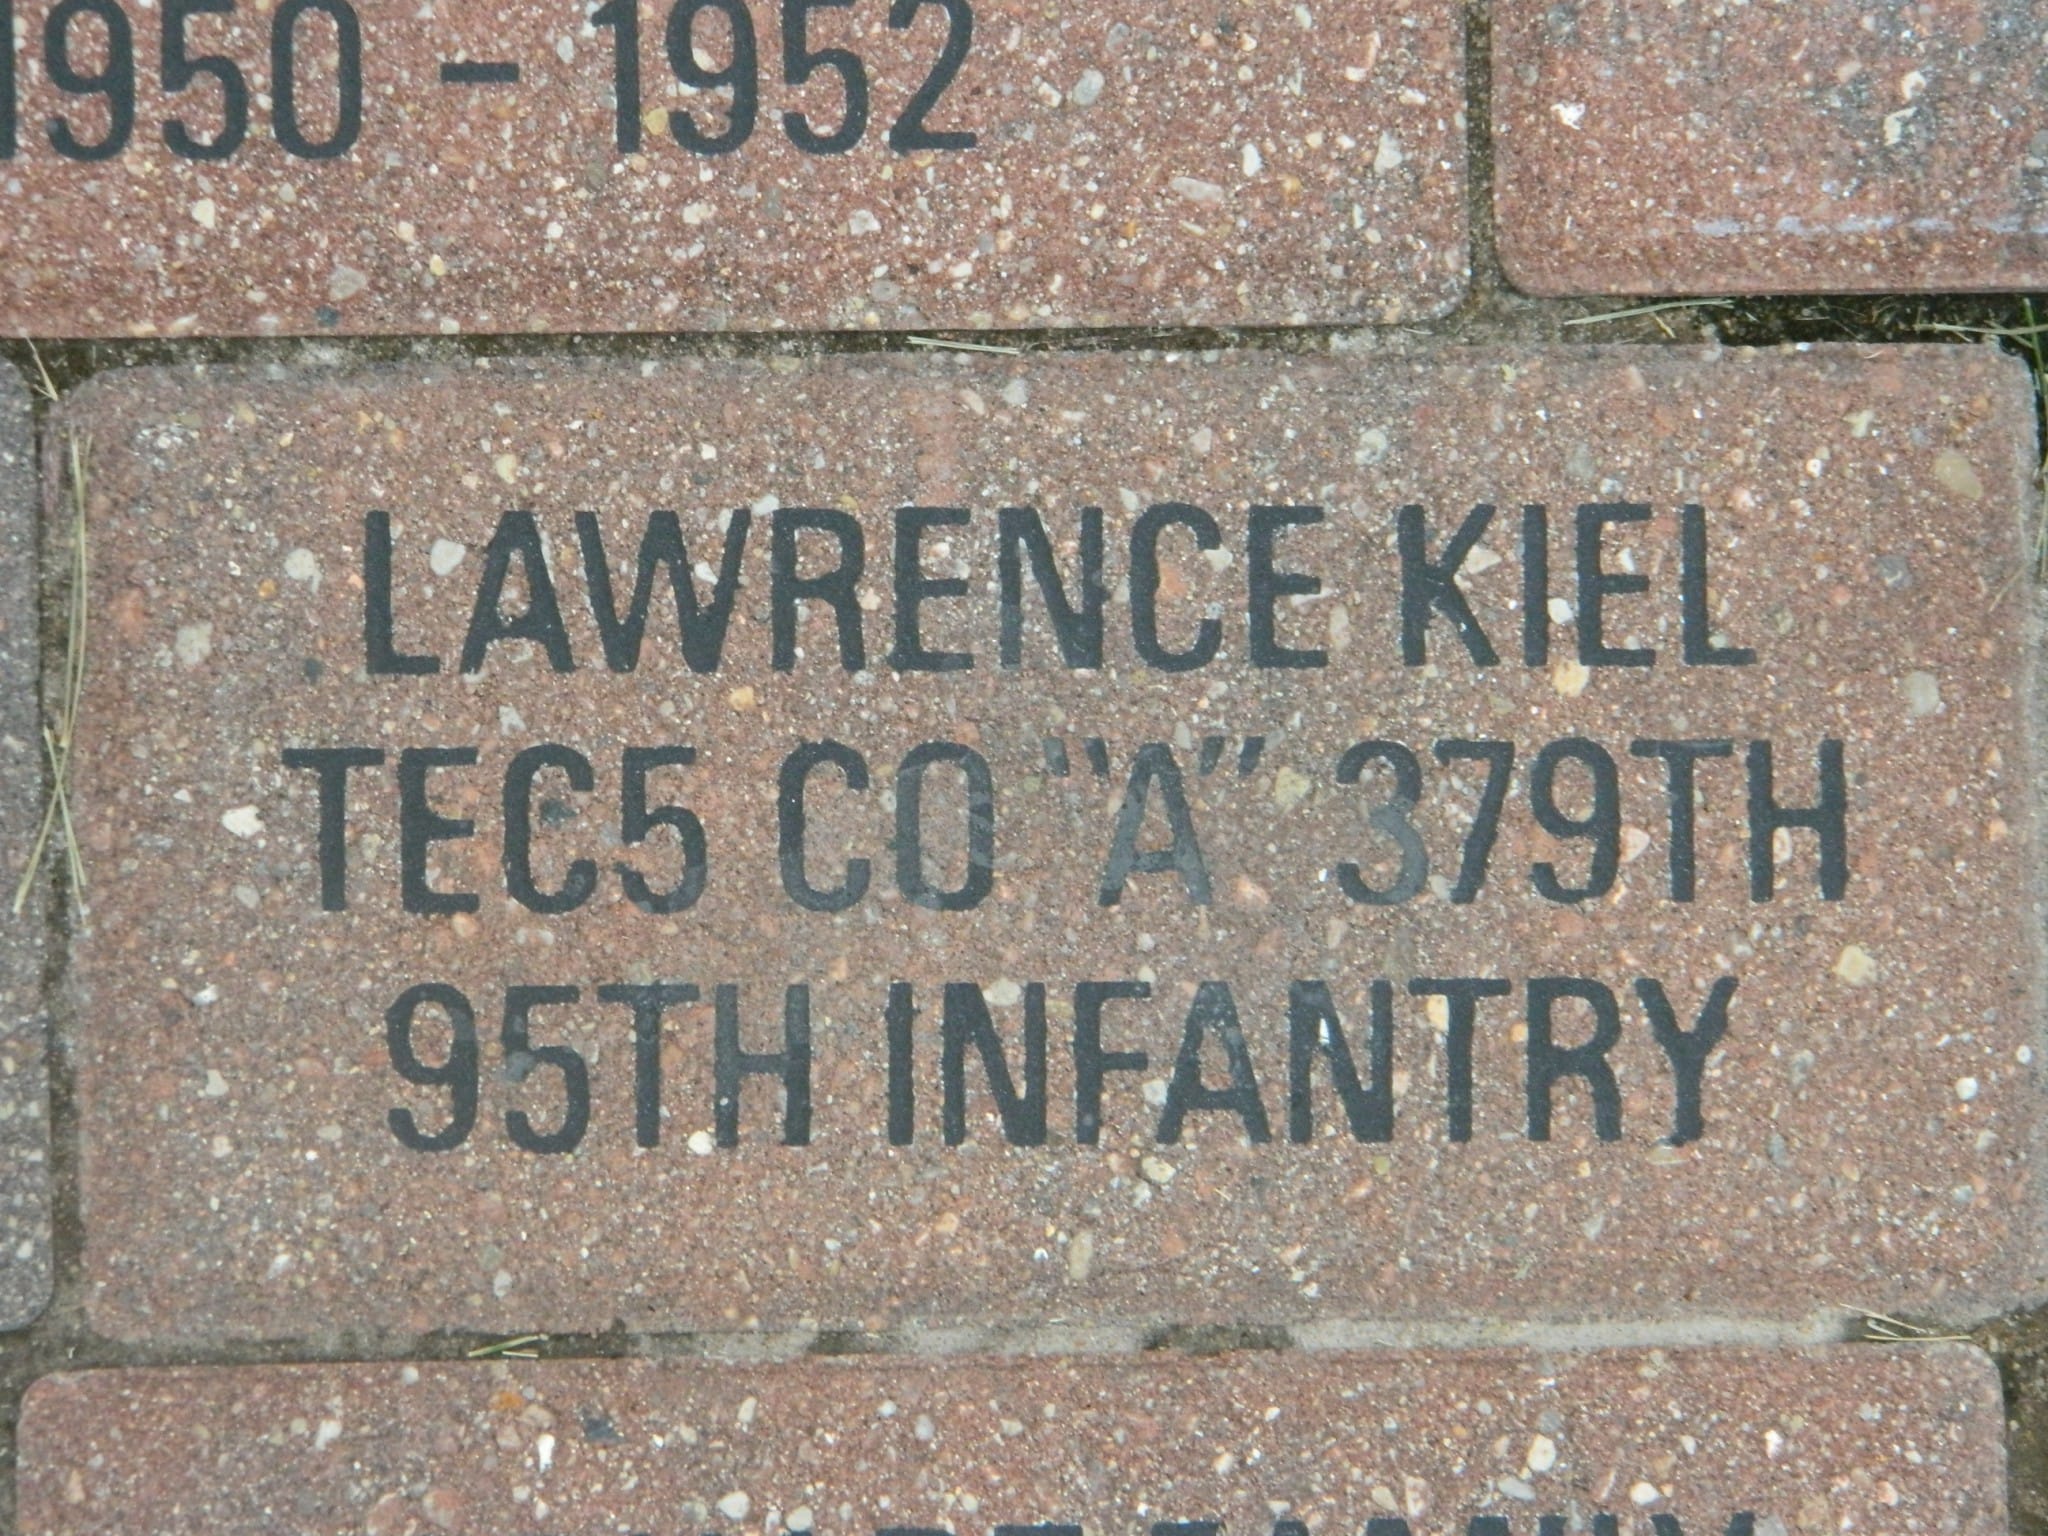 1950 - 1952
LAWRENCE KIEL
TEC5 CO "A" 379TH
95TH INFANTRY